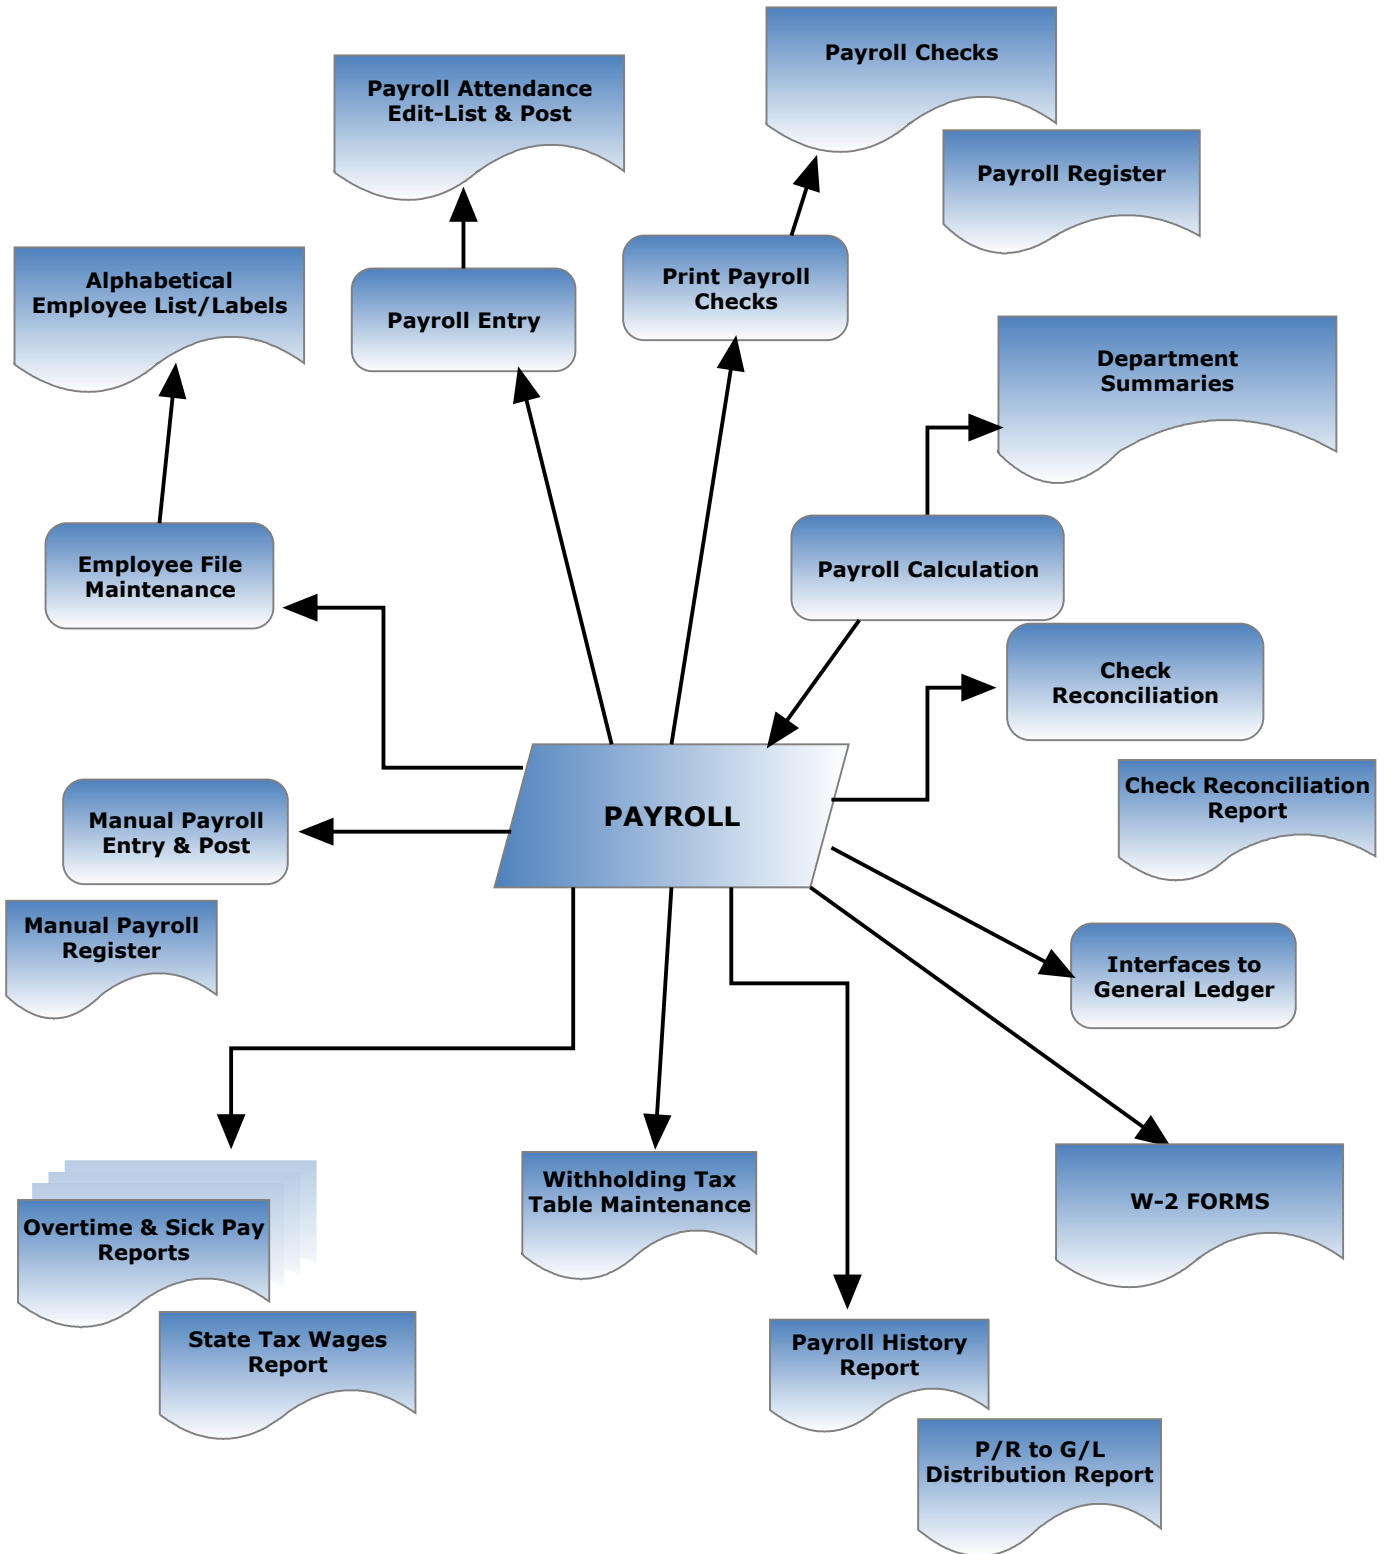 Payroll Checks
Payroll Attendance
Edit-List & Post
Payroll Register
Alphabetical
Employee List/Labels
Payroll Entry
Print Payroll
Checks
Department
Summaries
Employee File
Maintenance
Payroll Calculation
Check
Reconciliation
PAYROLL
Check Reconciliation
Report
Manual Payroll
Entry & Post
Manual Payroll
Register
Interfaces to
General Ledger
Overtime & Sick Pay
Reports
Withholding Tax
Table Maintenance
W-2 FORMS
State Tax Wages
Report
Payroll History
Report
P/R to G/L
Distribution Report